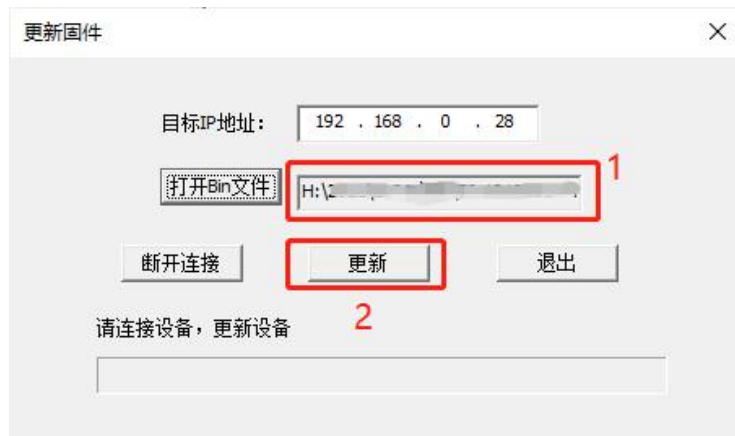 更新固件
目标IP地址: 192 . 168 . 0 . 28
打开Bin文件 H:\
1
断开连接 更新 退出
2
请连接设备，更新设备